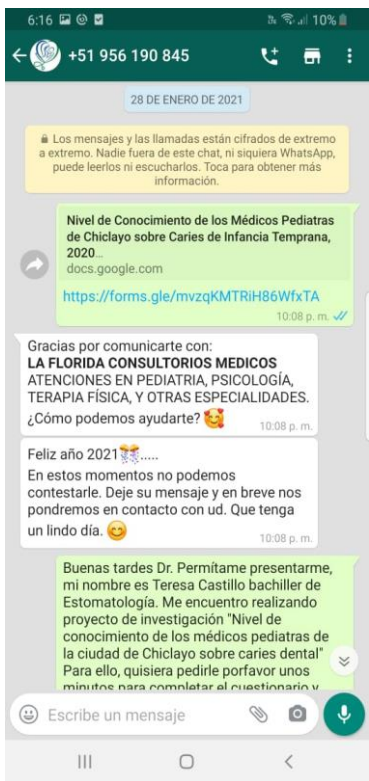 6:16
10%
+51 956 190 845
28 DE ENERO DE 2021
Los mensajes y las llamadas están cifrados de extremo
a extremo. Nadie fuera de este chat, ni siquiera WhatsApp,
puede leerlos ni escucharlos. Toca para obtener más
información.
Nivel de Conocimiento de los Médicos Pediatras
de Chiclayo sobre Caries de Infancia Temprana,
2020...
docs.google.com
https://forms.gle/mvzqKMTRiH86WfxTA
10:08 p. m.
Gracias por comunicarte con:
LA FLORIDA CONSULTORIOS MEDICOS
ATENCIONES EN PEDIATRIA, PSICOLOGÍA,
TERAPIA FÍSICA, Y OTRAS ESPECIALIDADES.
¿Cómo podemos ayudarte? 🥰
10:08 p. m.
Feliz año 2021🎊.....
En estos momentos no podemos
contestarle. Deje su mensaje y en breve nos
pondremos en contacto con ud. Que tenga
un lindo día. 😊
10:08 p. m.
Buenas tardes Dr. Permítame presentarme,
mi nombre es Teresa Castillo bachiller de
Estomatología. Me encuentro realizando
proyecto de investigación "Nivel de
conocimiento de los médicos pediatras de
la ciudad de Chiclayo sobre caries dental"
Para ello, quisiera pedirle porfavor unos
minutos para completar el cuestionario y
Escribe un mensaje